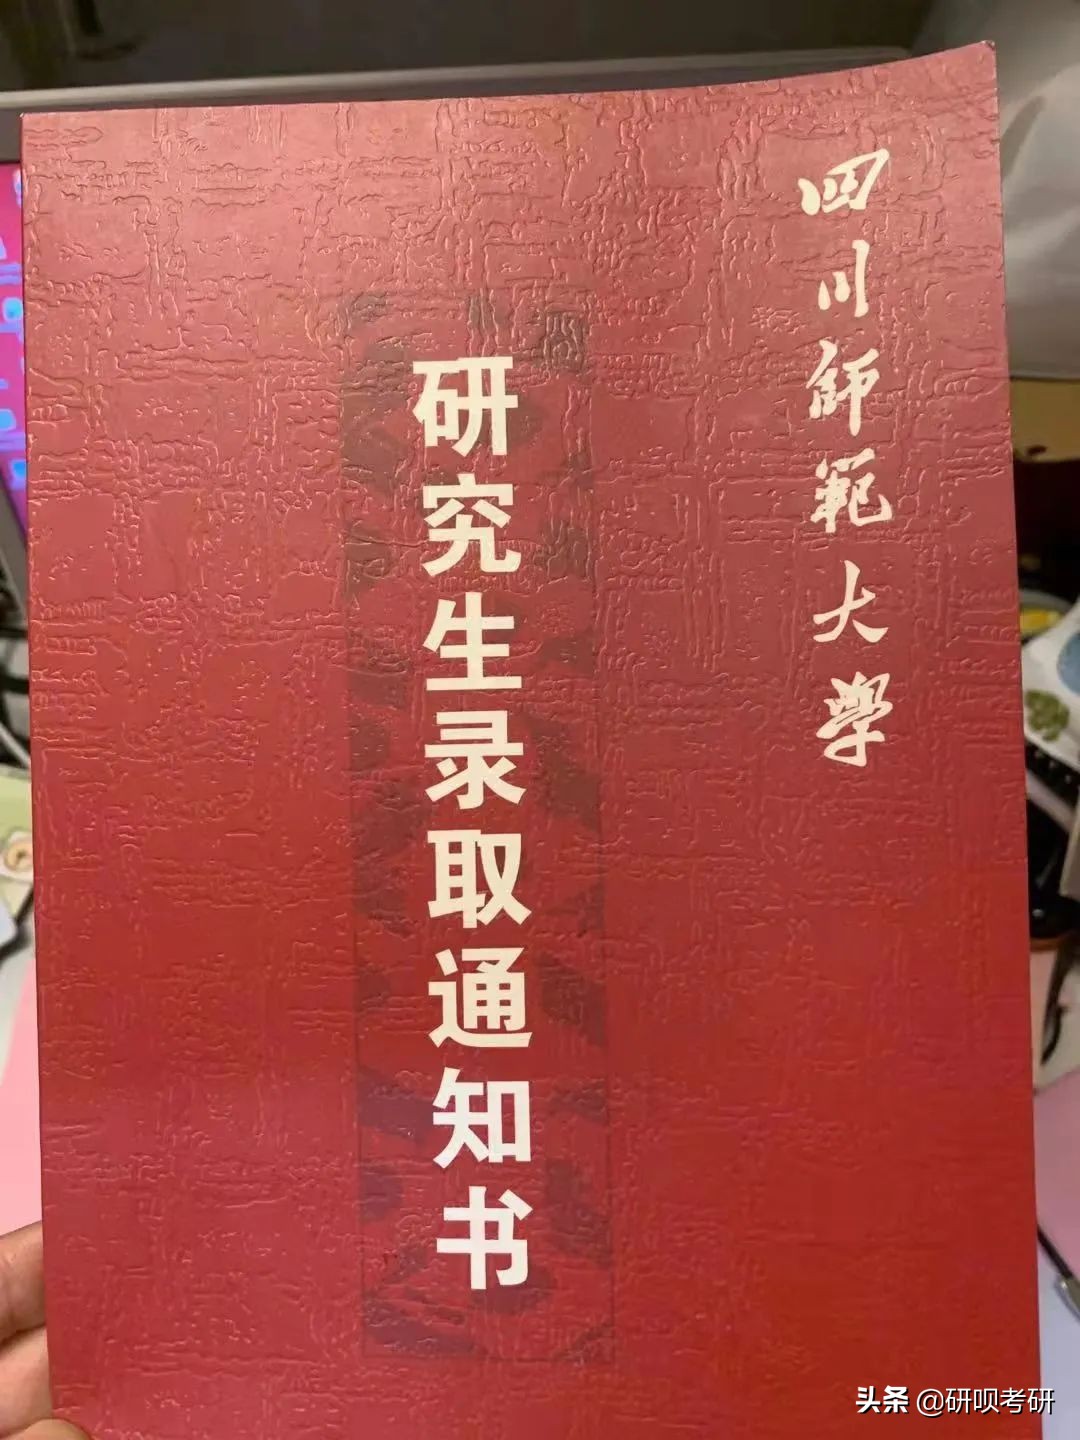 四川师範大學
研究生录取通知书
头条 @研呗考研